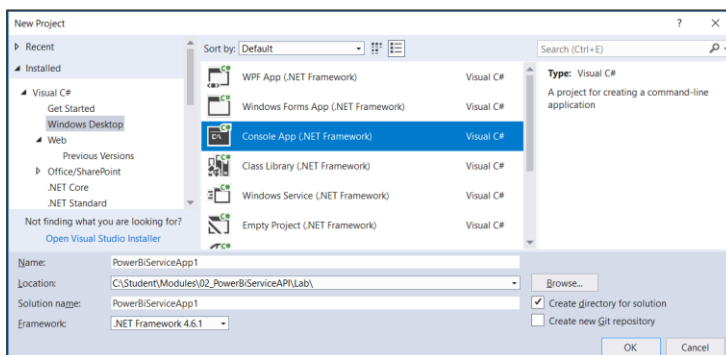 New Project
? X
Recent
Installed
Visual C#
Get Started
Windows Desktop
Web
Previous Versions
Office/SharePoint
.NET Core
.NET Standard
Not finding what you are looking for?
Open Visual Studio Installer
Sort by: Default
WPF App (.NET Framework) Visual C#
Windows Forms App (.NET Framework) Visual C#
Console App (.NET Framework) Visual C#
Class Library (.NET Framework) Visual C#
Windows Service (.NET Framework) Visual C#
Empty Project (.NET Framework) Visual C#
Search (Ctrl+E)
Type: Visual C#
A project for creating a command-line
application
Name: PowerBiServiceApp1
Location: C:\Student\Modules\02_PowerBiServiceAPI\Lab\
Browse...
Solution name: PowerBiServiceApp1
Create directory for solution
Framework: .NET Framework 4.6.1
Create new Git repository
OK Cancel